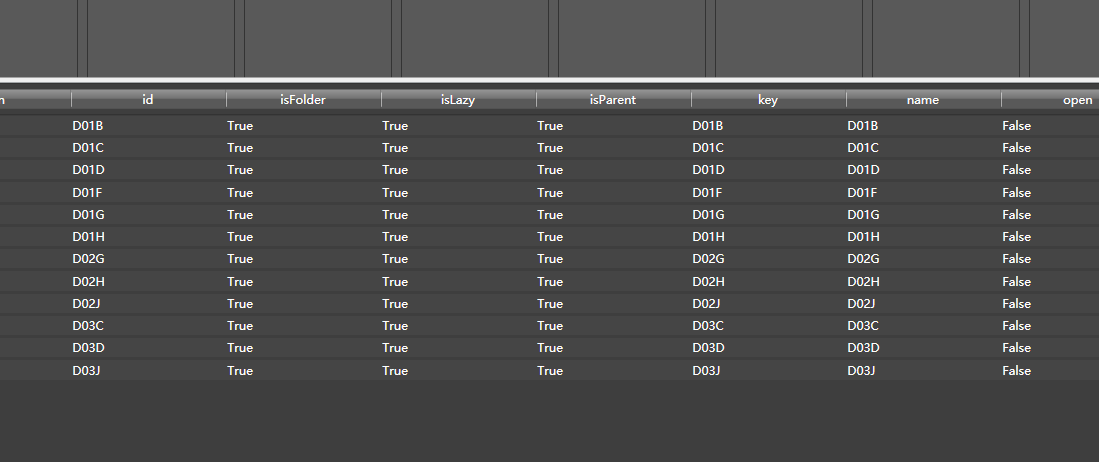 n id isFolder isLazy isParent key name open
D01B True True True D01B D01B False
D01C True True True D01C D01C False
D01D True True True D01D D01D False
D01F True True True D01F D01F False
D01G True True True D01G D01G False
D01H True True True D01H D01H False
D02G True True True D02G D02G False
D02H True True True D02H D02H False
D02J True True True D02J D02J False
D03C True True True D03C D03C False
D03D True True True D03D D03D False
D03J True True True D03J D03J False